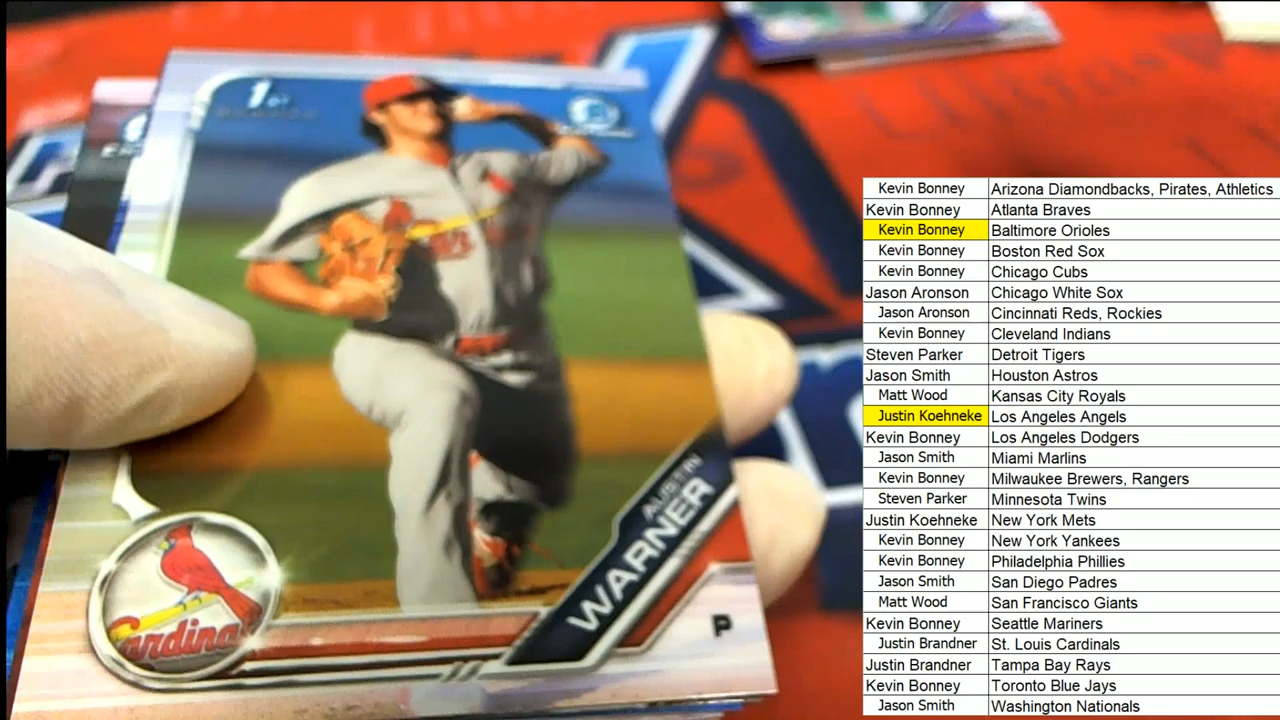 1st
AUSTIN
WARNER
P
Cardinals
Kevin Bonney Arizona Diamondbacks, Pirates, Athletics
Kevin Bonney Atlanta Braves
Kevin Bonney Baltimore Orioles
Kevin Bonney Boston Red Sox
Kevin Bonney Chicago Cubs
Jason Aronson Chicago White Sox
Jason Aronson Cincinnati Reds, Rockies
Kevin Bonney Cleveland Indians
Steven Parker Detroit Tigers
Jason Smith Houston Astros
Matt Wood Kansas City Royals
Justin Koehneke Los Angeles Angels
Kevin Bonney Los Angeles Dodgers
Jason Smith Miami Marlins
Kevin Bonney Milwaukee Brewers, Rangers
Steven Parker Minnesota Twins
Justin Koehneke New York Mets
Kevin Bonney New York Yankees
Kevin Bonney Philadelphia Phillies
Jason Smith San Diego Padres
Matt Wood San Francisco Giants
Kevin Bonney Seattle Mariners
Justin Brandner St. Louis Cardinals
Justin Brandner Tampa Bay Rays
Kevin Bonney Toronto Blue Jays
Jason Smith Washington Nationals